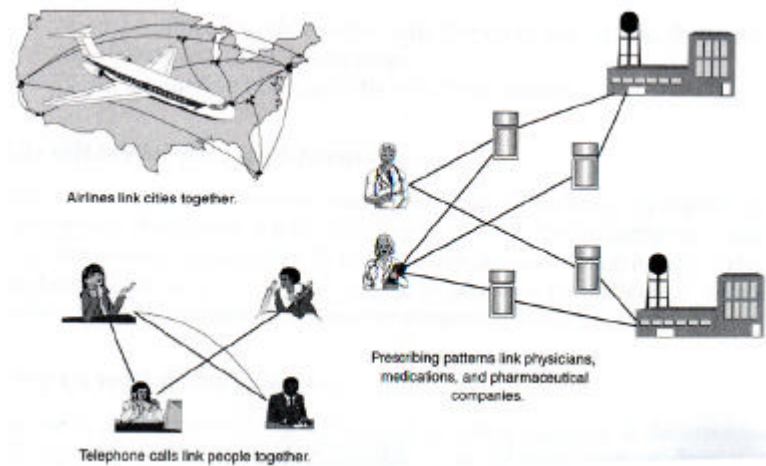 Airlines link cities together.
Prescribing patterns link physicians,
medications, and pharmaceutical
companies.
Telephone calls link people together.